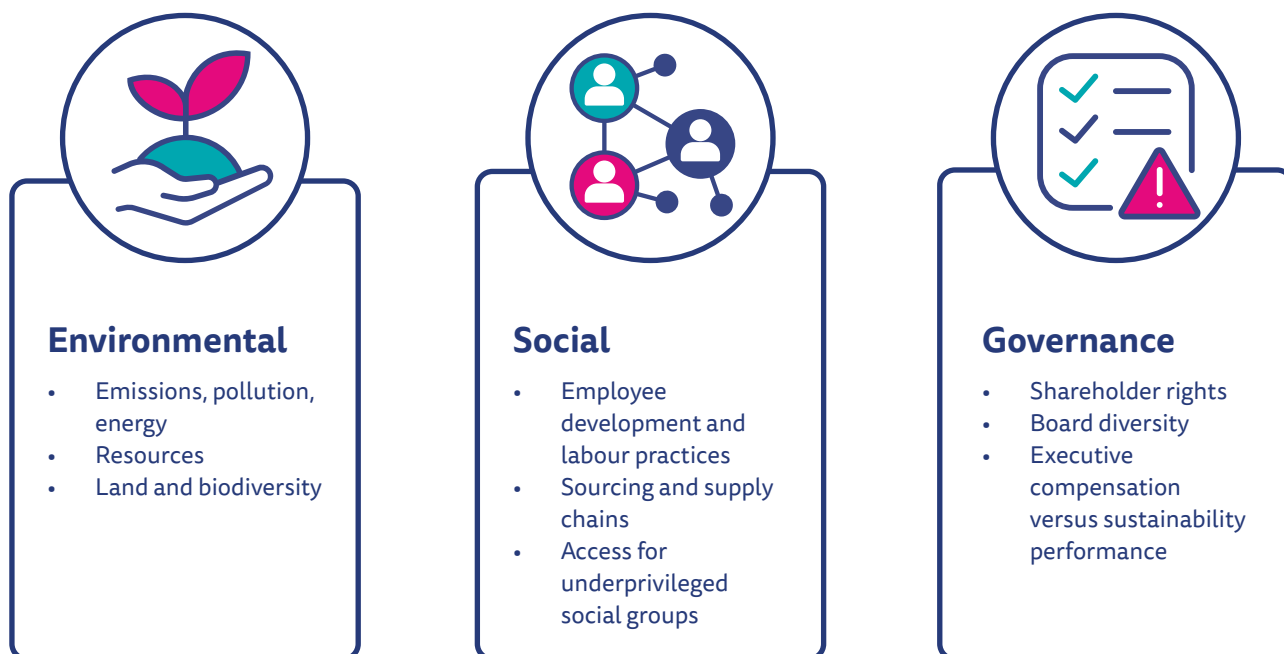 Environmental
• Emissions, pollution,
energy
• Resources
• Land and biodiversity
Social
• Employee
development and
labour practices
• Sourcing and supply
chains
• Access for
underprivileged
social groups
Governance
• Shareholder rights
• Board diversity
• Executive
compensation
versus sustainability
performance